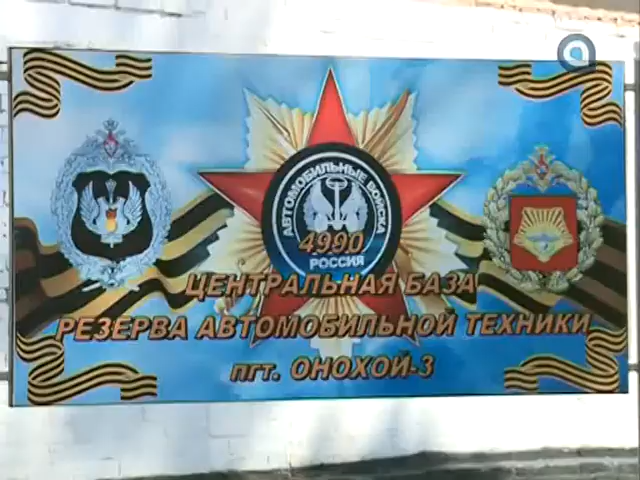 АВТОМОБИЛЬНЫЕ ВОЙСКА
4990
РОССИЯ
ЦЕНТРАЛЬНАЯ БАЗА
РЕЗЕРВА АВТОМОБИЛЬНОЙ ТЕХНИКИ
пгт. ОНОХОЙ-3